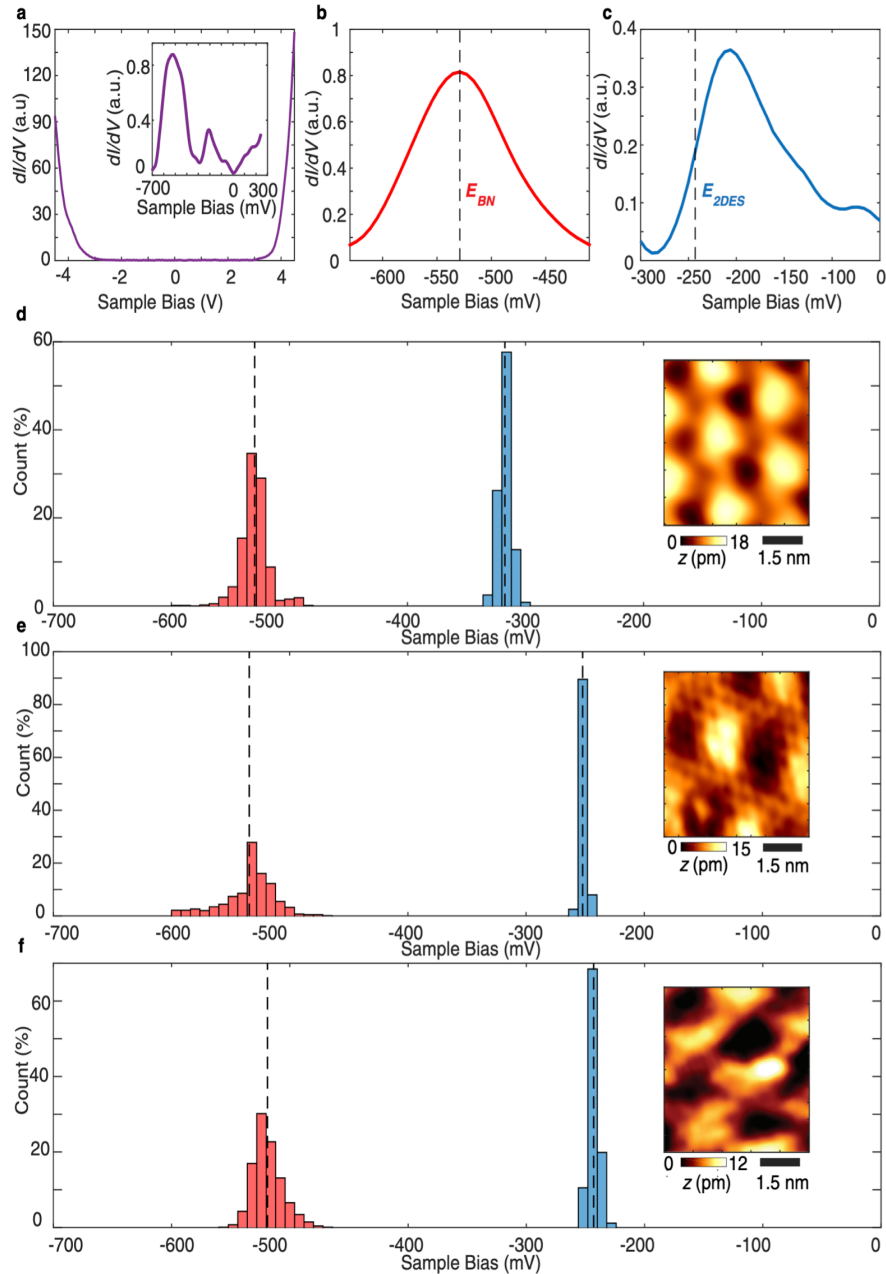 a
150
120
90
60
30
0
dI/dV (a.u)
-4 -2 0 2 4
Sample Bias (V)
0.8
0.4
0
dI/dV (a.u.)
-700 0 300
Sample Bias (mV)
b
1
0.8
0.6
0.4
0.2
0
dI/dV (a.u.)
E_BN
-600 -550 -500 -450
Sample Bias (mV)
c
0.4
0.3
0.2
0.1
0
dI/dV (a.u.)
E_2DES
-300 -250 -200 -150 -100 -50 0
Sample Bias (mV)
d
60
40
20
0
Count (%)
0 18
z (pm) 1.5 nm
-700 -600 -500 -400 -300 -200 -100 0
Sample Bias (mV)
e
100
80
60
40
20
0
Count (%)
0 15
z (pm) 1.5 nm
-700 -600 -500 -400 -300 -200 -100 0
Sample Bias (mV)
f
60
40
20
0
Count (%)
0 12
z (pm) 1.5 nm
-700 -600 -500 -400 -300 -200 -100 0
Sample Bias (mV)